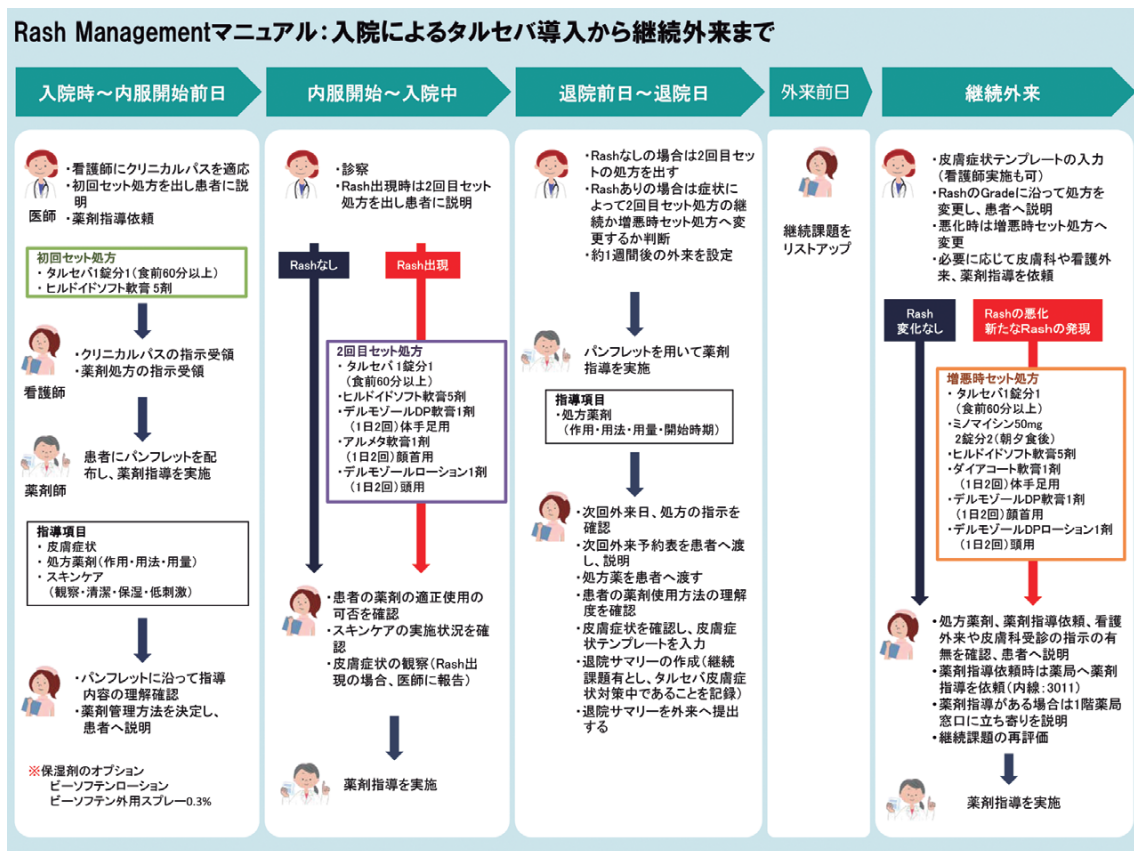 Rash Managementマニュアル：入院によるタルセバ導入から継続外来まで
入院時～内服開始前日
・看護師にクリニカルパスを適応
・初回セット処方を出し患者に説
明
・薬剤指導依頼
医師
初回セット処方
・タルセバ1錠分1（食前60分以上）
・ヒルドイドソフト軟膏 5剤
・クリニカルパスの指示受領
・薬剤処方の指示受領
看護師
患者にパンフレットを配
布し、薬剤指導を実施
薬剤師
指導項目
・皮膚症状
・処方薬剤（作用・用法・用量）
・スキンケア
（観察・清潔・保湿・低刺激）
・パンフレットに沿って指導
内容の理解確認
・薬剤管理方法を決定し、
患者へ説明
※保湿剤のオプション
ビーソフテンローション
ビーソフテン外用スプレー0.3%
内服開始～入院中
・診察
・Rash出現時は2回目セット
処方を出し患者に説明
Rashなし
Rash出現
2回目セット処方
・タルセバ1錠分1
（食前60分以上）
・ヒルドイドソフト軟膏5剤
・デルモゾールDP軟膏1剤
（1日2回）体手足用
・アルメタ軟膏1剤
（1日2回）顔首用
・デルモゾールローション1剤
（1日2回）頭用
・患者の薬剤の適正使用の
可否を確認
・スキンケアの実施状況を確
認
・皮膚症状の観察（Rash出
現の場合、医師に報告）
薬剤指導を実施
退院前日～退院日
・Rashなしの場合は2回目セッ
トの処方を出す
・Rashありの場合は症状に
よって2回目セット処方の継
続か増悪時セット処方へ変
更するか判断
・約1週間後の外来を設定
パンフレットを用いて薬剤
指導を実施
指導項目
・処方薬剤
（作用・用法・用量・開始時期）
・次回外来日、処方の指示を
確認
・次回外来予約表を患者へ渡
し、説明
・処方薬を患者へ渡す
・患者の薬剤使用方法の理解
度を確認
・皮膚症状を確認し、皮膚症
状テンプレートを入力
・退院サマリーの作成（継続
課題有とし、タルセバ皮膚症
状対策中であることを記録）
・退院サマリーを外来へ提出
する
外来前日
継続課題を
リストアップ
継続外来
・皮膚症状テンプレートの入力
（看護師実施も可）
・RashのGradeに沿って処方を
変更し、患者へ説明
・悪化時は増悪時セット処方へ
変更
・必要に応じて皮膚科や看護外
来、薬剤指導を依頼
Rash
変化なし
Rashの悪化
新たなRashの発現
増悪時セット処方
・タルセバ1錠分1
（食前60分以上）
・ミノマイシン50mg
2錠分2（朝夕食後）
・ヒルドイドソフト軟膏5剤
・ダイアコート軟膏1剤
（1日2回）体手足用
・デルモゾールDP軟膏1剤
（1日2回）顔首用
・デルモゾールDPローション1剤
（1日2回）頭用
・処方薬剤、薬剤指導依頼、看護
外来や皮膚科受診の指示の有
無を確認、患者へ説明
・薬剤指導依頼時は薬局へ薬剤
指導を依頼（内線：3011）
・薬剤指導がある場合は1階薬局
窓口に立ち寄りを説明
・継続課題の再評価
薬剤指導を実施